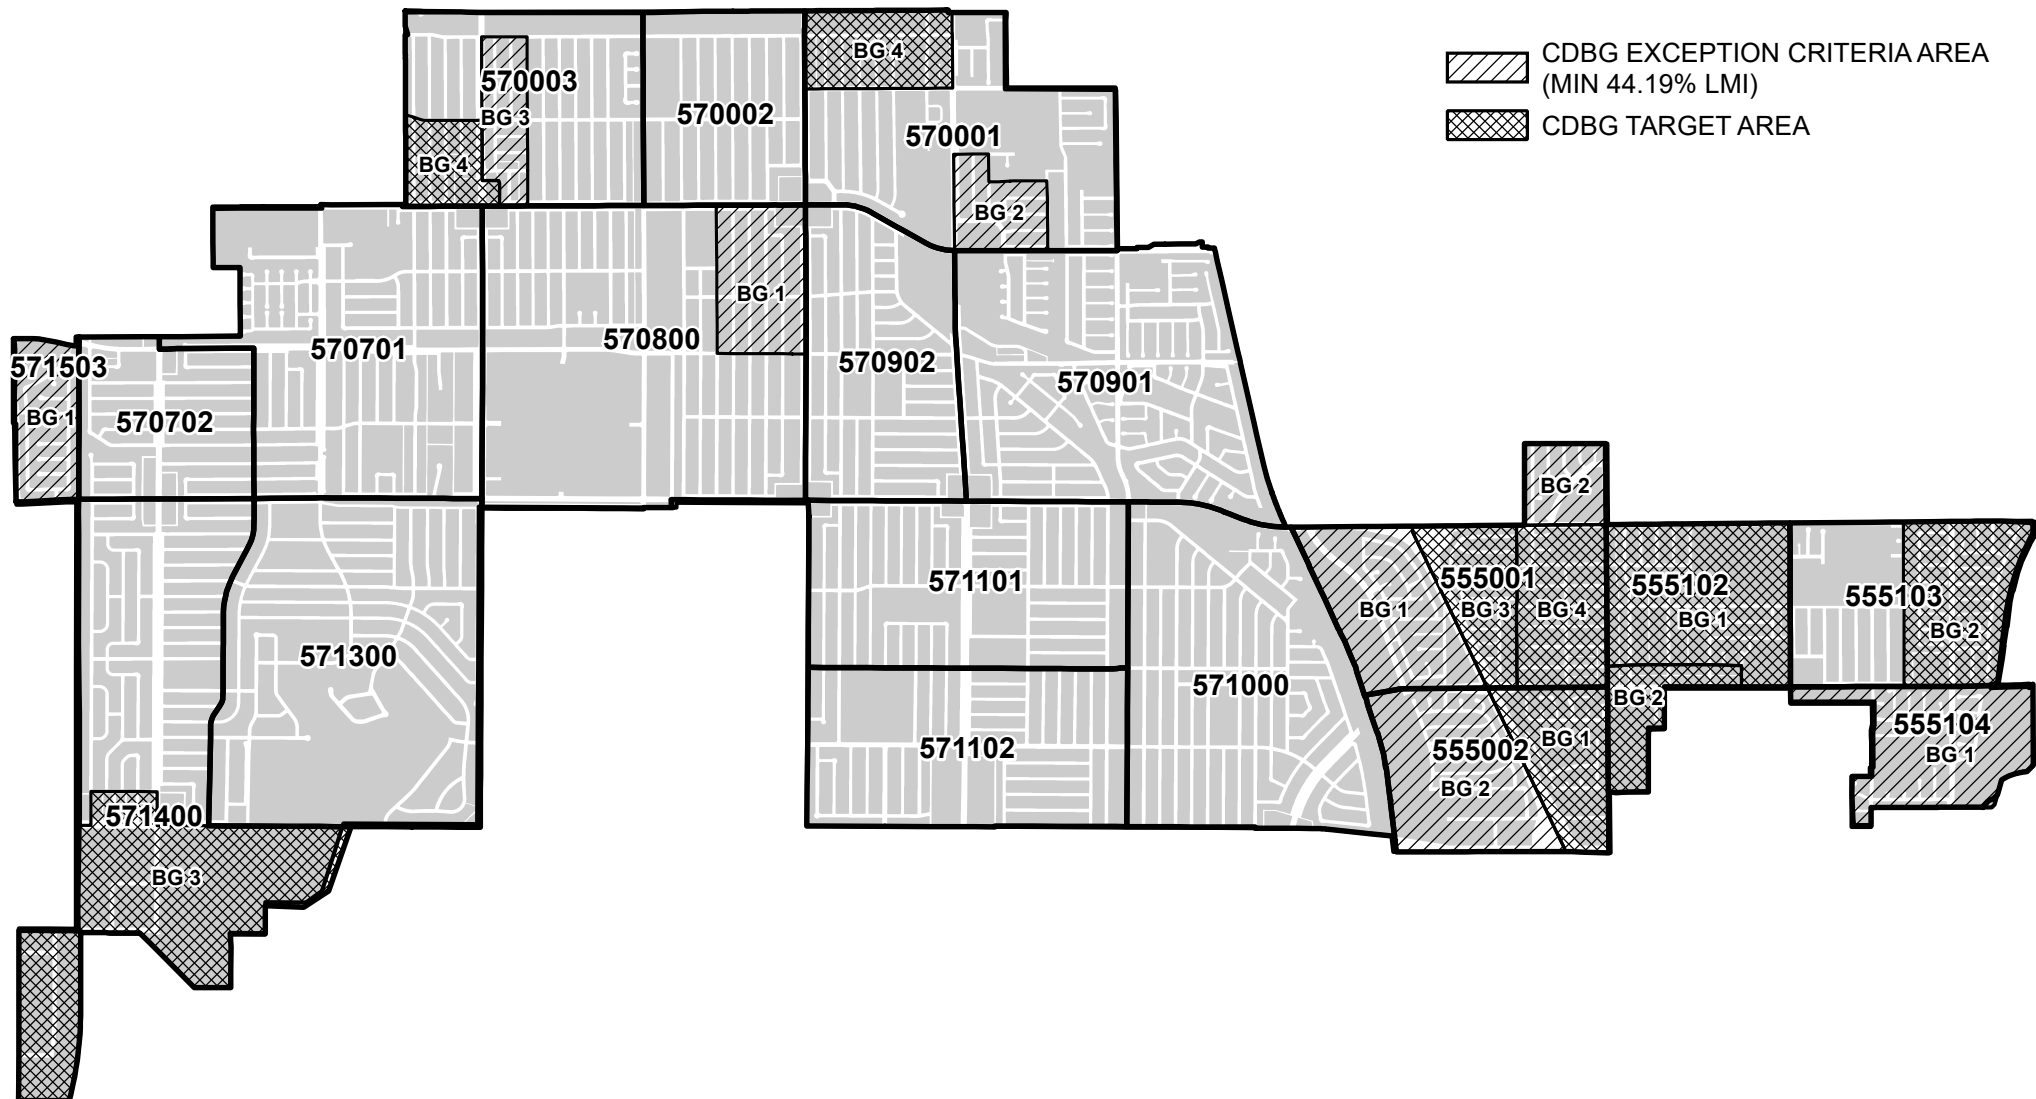 BG 4
CDBG EXCEPTION CRITERIA AREA
(MIN 44.19% LMI)
CDBG TARGET AREA
570003
BG 3
570002
570001
BG 4
BG 2
BG 1
570701
570800
570902
570901
571503
BG 1
570702
BG 2
571101
555001
BG 1
BG 3
BG 4
555102
BG 1
555103
BG 2
571300
571000
BG 2
571102
555002
BG 1
BG 2
555104
BG 1
571400
BG 3